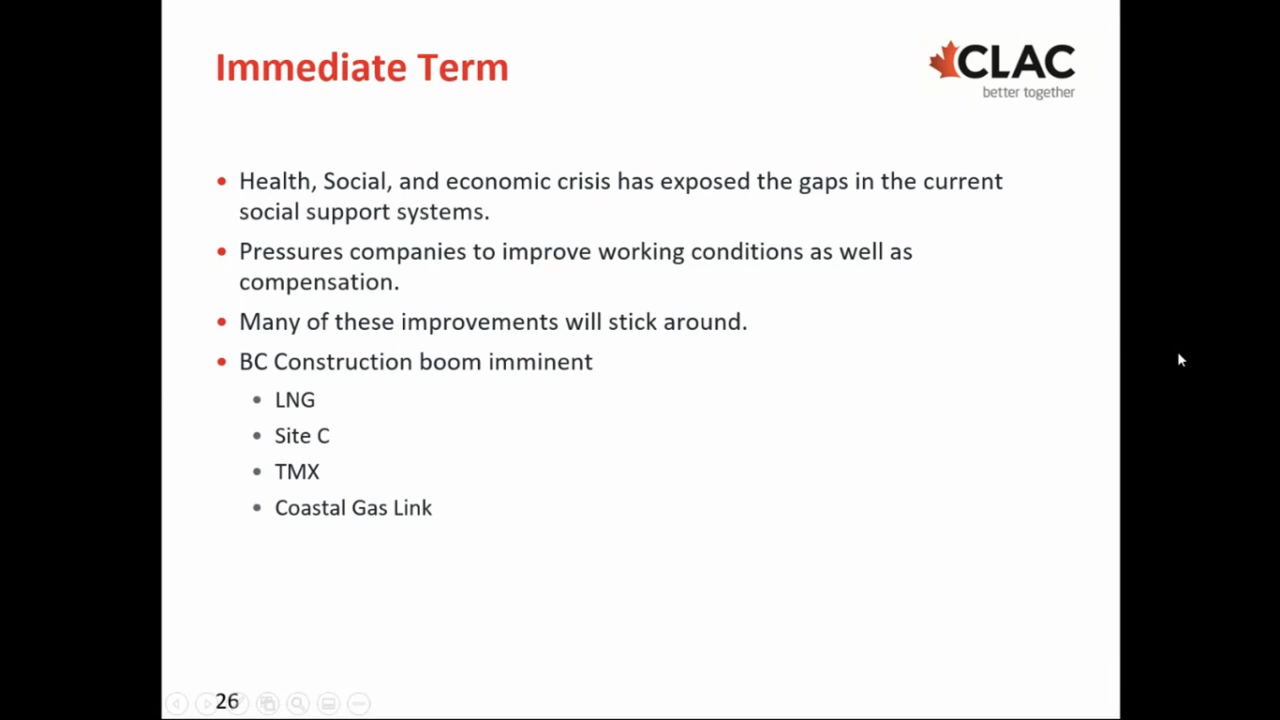 Immediate Term
CLAC
better together
• Health, Social, and economic crisis has exposed the gaps in the current
social support systems.
• Pressures companies to improve working conditions as well as
compensation.
• Many of these improvements will stick around.
• BC Construction boom imminent
• LNG
• Site C
• TMX
• Coastal Gas Link
26